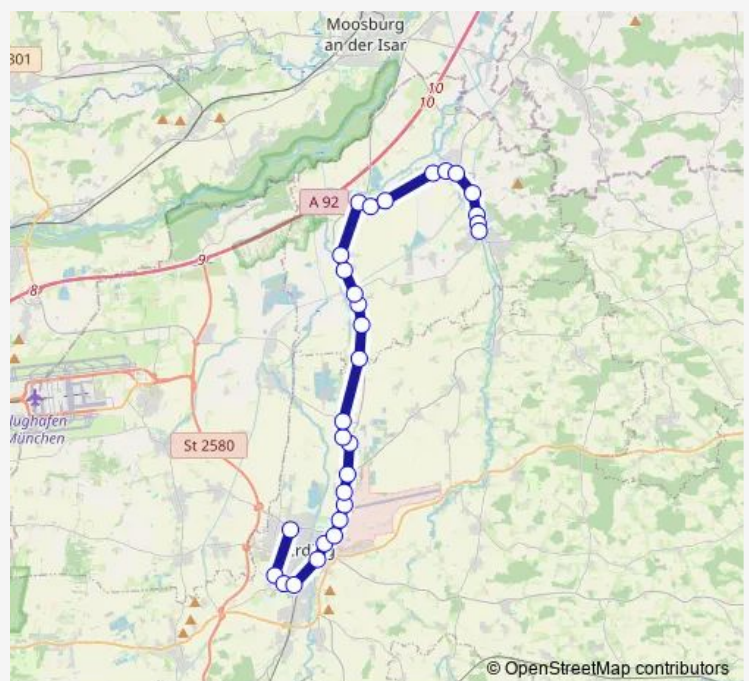 Moosburg
an der Isar
301
10
10
A 92
9
8
lughafen
München
St 2580
rd
© OpenStreetMap contributors